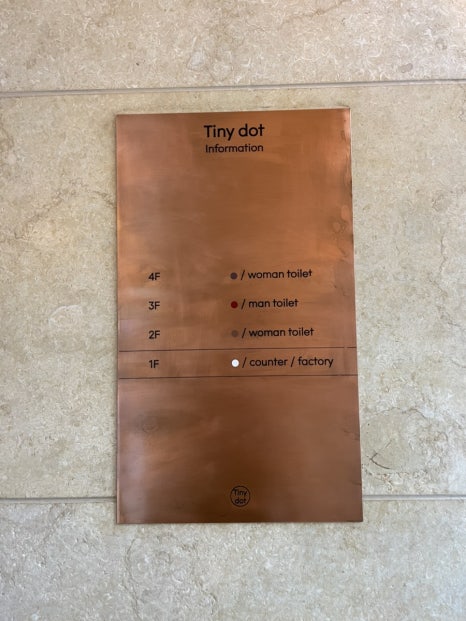 Tiny dot
Information
4F ● / woman toilet
3F ● / man toilet
2F ● / woman toilet
1F ● / counter / factory
Tiny
dot